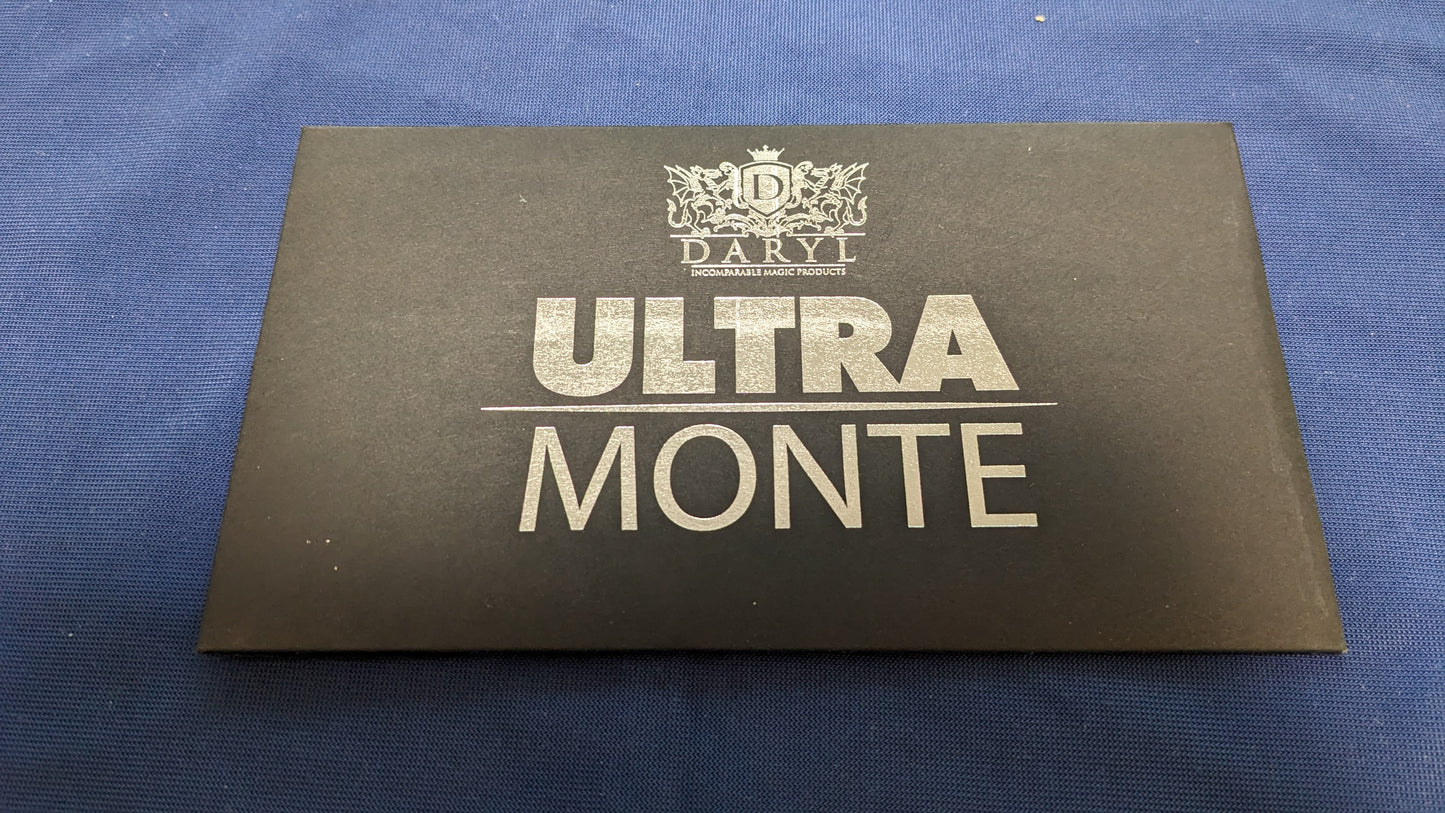 D
DARYL
INCOMPARABLE MAGIC PRODUCTS
ULTRA
MONTE